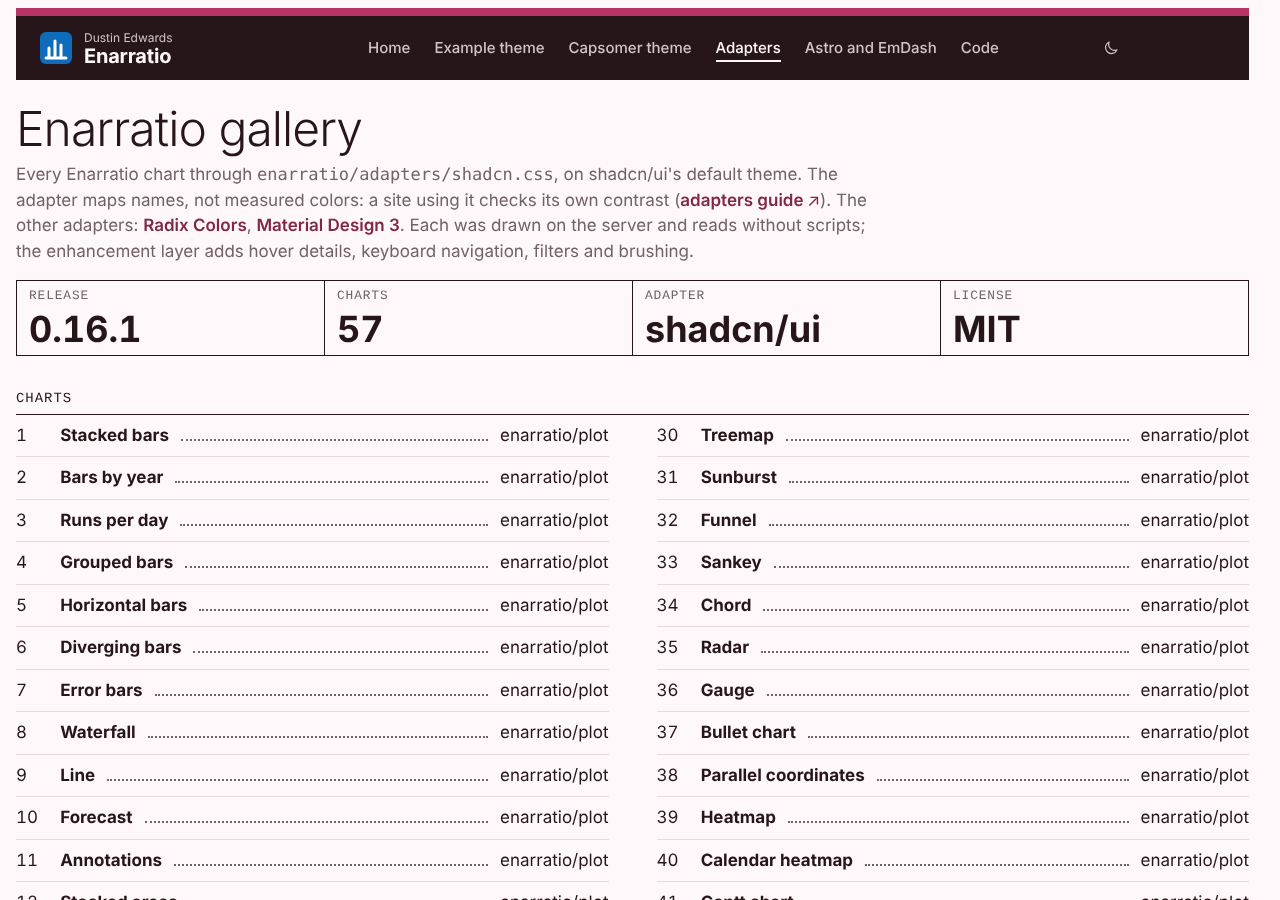 Dustin Edwards
Enarratio
Home
Example theme
Capsomer theme
Adapters
Astro and EmDash
Code
Enarratio gallery
Every Enarratio chart through enarratio/adapters/shadcn.css, on shadcn/ui's default theme. The
adapter maps names, not measured colors: a site using it checks its own contrast (adapters guide ↗). The
other adapters: Radix Colors, Material Design 3. Each was drawn on the server and reads without scripts;
the enhancement layer adds hover details, keyboard navigation, filters and brushing.
RELEASE
0.16.1
CHARTS
57
ADAPTER
shadcn/ui
LICENSE
MIT
CHARTS
1 Stacked bars enarratio/plot
2 Bars by year enarratio/plot
3 Runs per day enarratio/plot
4 Grouped bars enarratio/plot
5 Horizontal bars enarratio/plot
6 Diverging bars enarratio/plot
7 Error bars enarratio/plot
8 Waterfall enarratio/plot
9 Line enarratio/plot
10 Forecast enarratio/plot
11 Annotations enarratio/plot
30 Treemap enarratio/plot
31 Sunburst enarratio/plot
32 Funnel enarratio/plot
33 Sankey enarratio/plot
34 Chord enarratio/plot
35 Radar enarratio/plot
36 Gauge enarratio/plot
37 Bullet chart enarratio/plot
38 Parallel coordinates enarratio/plot
39 Heatmap enarratio/plot
40 Calendar heatmap enarratio/plot